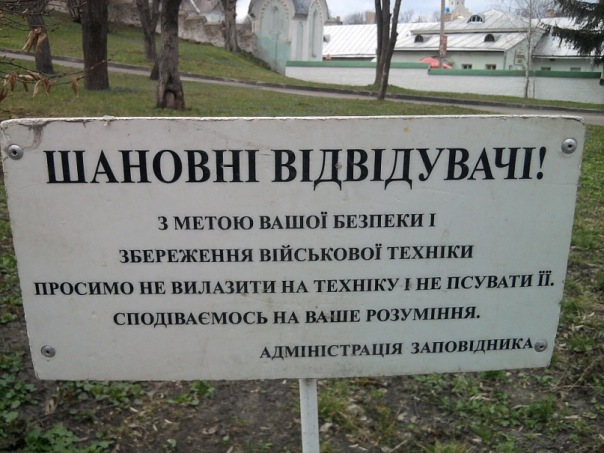 ШАНОВНІ ВІДВІДУВАЧІ!
З МЕТОЮ ВАШОЇ БЕЗПЕКИ І
ЗБЕРЕЖЕННЯ ВІЙСЬКОВОЇ ТЕХНІКИ
ПРОСИМО НЕ ВИЛАЗИТИ НА ТЕХНІКУ І НЕ ПСУВАТИ ЇЇ.
СПОДІВАЄМОСЬ НА ВАШЕ РОЗУМІННЯ.
АДМІНІСТРАЦІЯ ЗАПОВІДНИКА